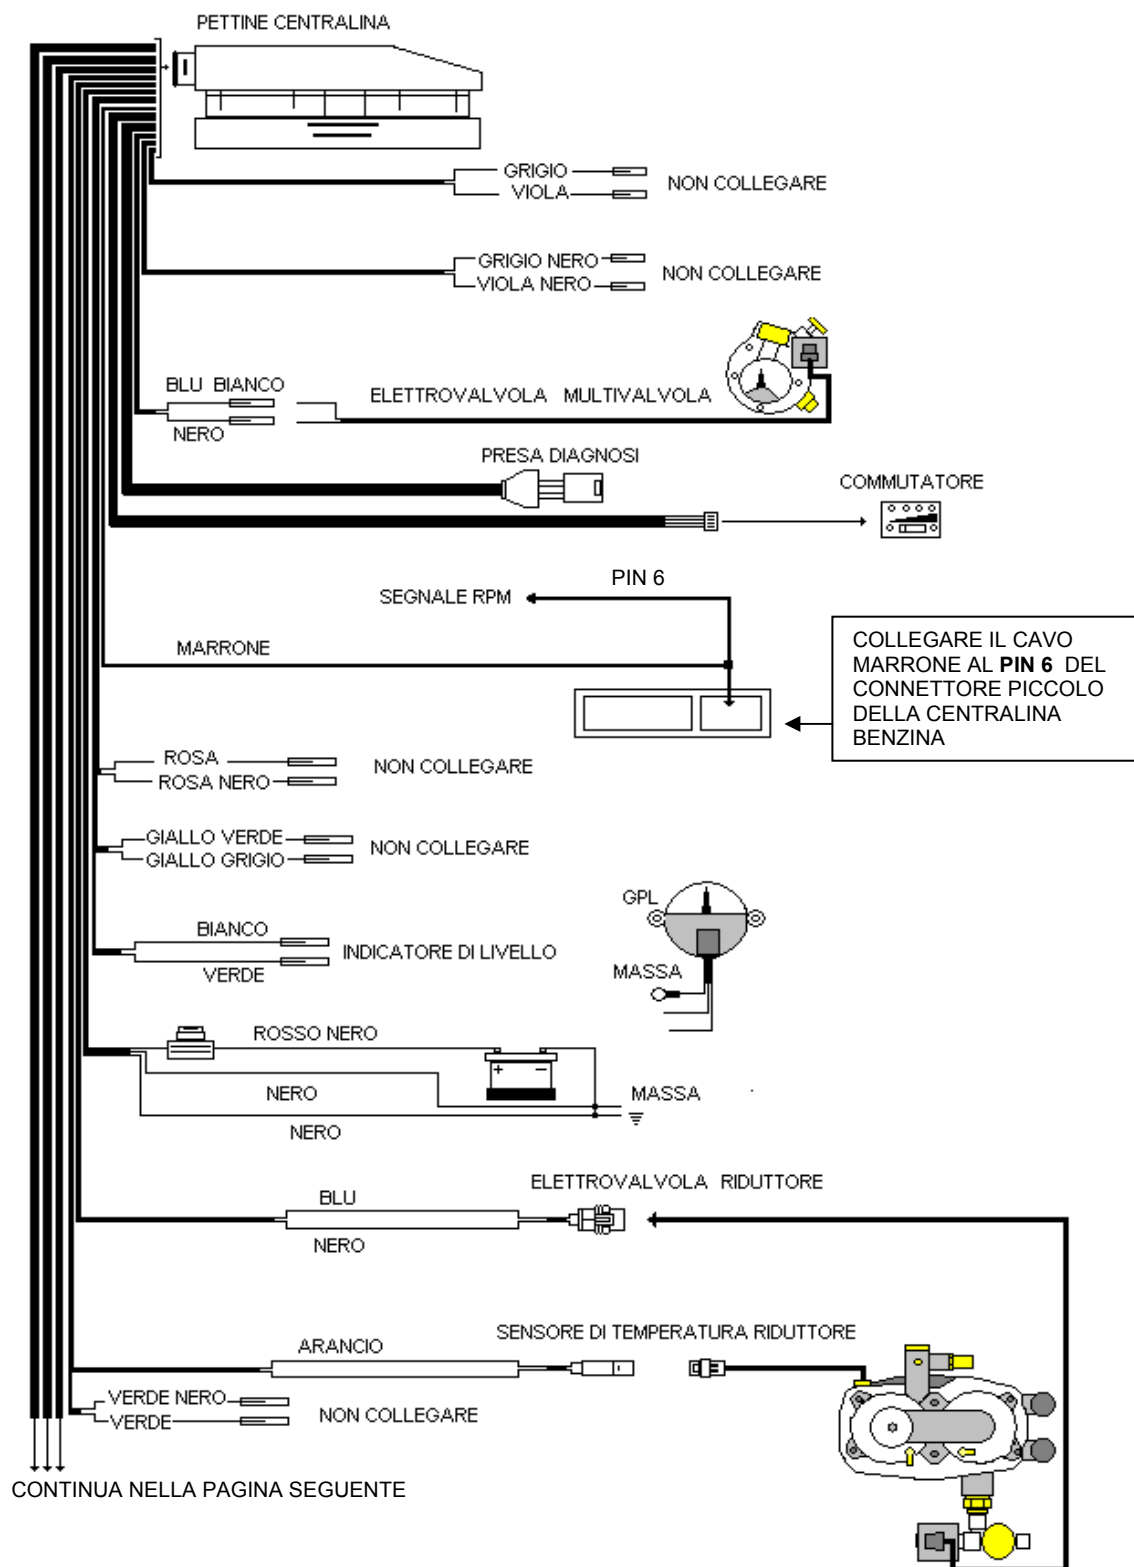 PETTINE CENTRALINA
GRIGIO
VIOLA
NON COLLEGARE
GRIGIO NERO
VIOLA NERO
NON COLLEGARE
BLU BIANCO
NERO
ELETTROVALVOLA MULTIVALVOLA
PRESA DIAGNOSI
COMMUTATORE
PIN 6
SEGNALE RPM
MARRONE
COLLEGARE IL CAVO
MARRONE AL PIN 6 DEL
CONNETTORE PICCOLO
DELLA CENTRALINA
BENZINA
ROSA
ROSA NERO
NON COLLEGARE
GIALLO VERDE
GIALLO GRIGIO
NON COLLEGARE
GPL
BIANCO
VERDE
INDICATORE DI LIVELLO
MASSA
ROSSO NERO
+ −
NERO
NERO
MASSA
ELETTROVALVOLA RIDUTTORE
BLU
NERO
SENSORE DI TEMPERATURA RIDUTTORE
ARANCIO
VERDE NERO
VERDE
NON COLLEGARE
CONTINUA NELLA PAGINA SEGUENTE